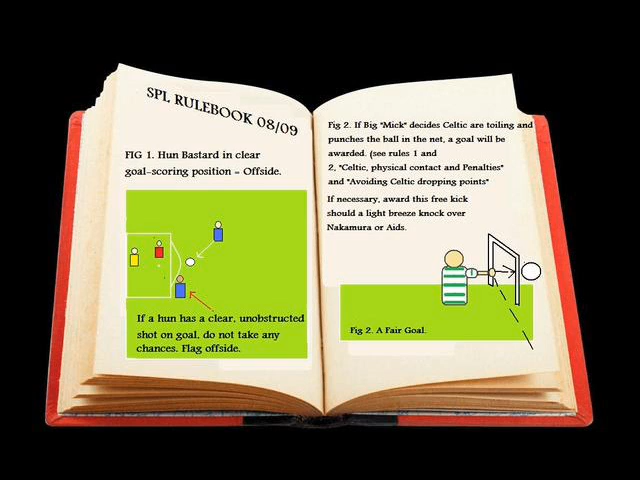 SPL RULEBOOK 08/09
FIG 1. Hun Bastard in clear
goal-scoring position = Offside.
If a hun has a clear, unobstructed
shot on goal, do not take any
chances. Flag offside.
Fig 2. If Big "Mick" decides Celtic are toiling and
punches the ball in the net, a goal will be
awarded. (see rules 1 and
2, "Celtic, physical contact and Penalties"
and "Avoiding Celtic dropping points"
If necessary, award this free kick
should a light breeze knock over
Nakamura or Aids.
Fig 2. A Fair Goal.